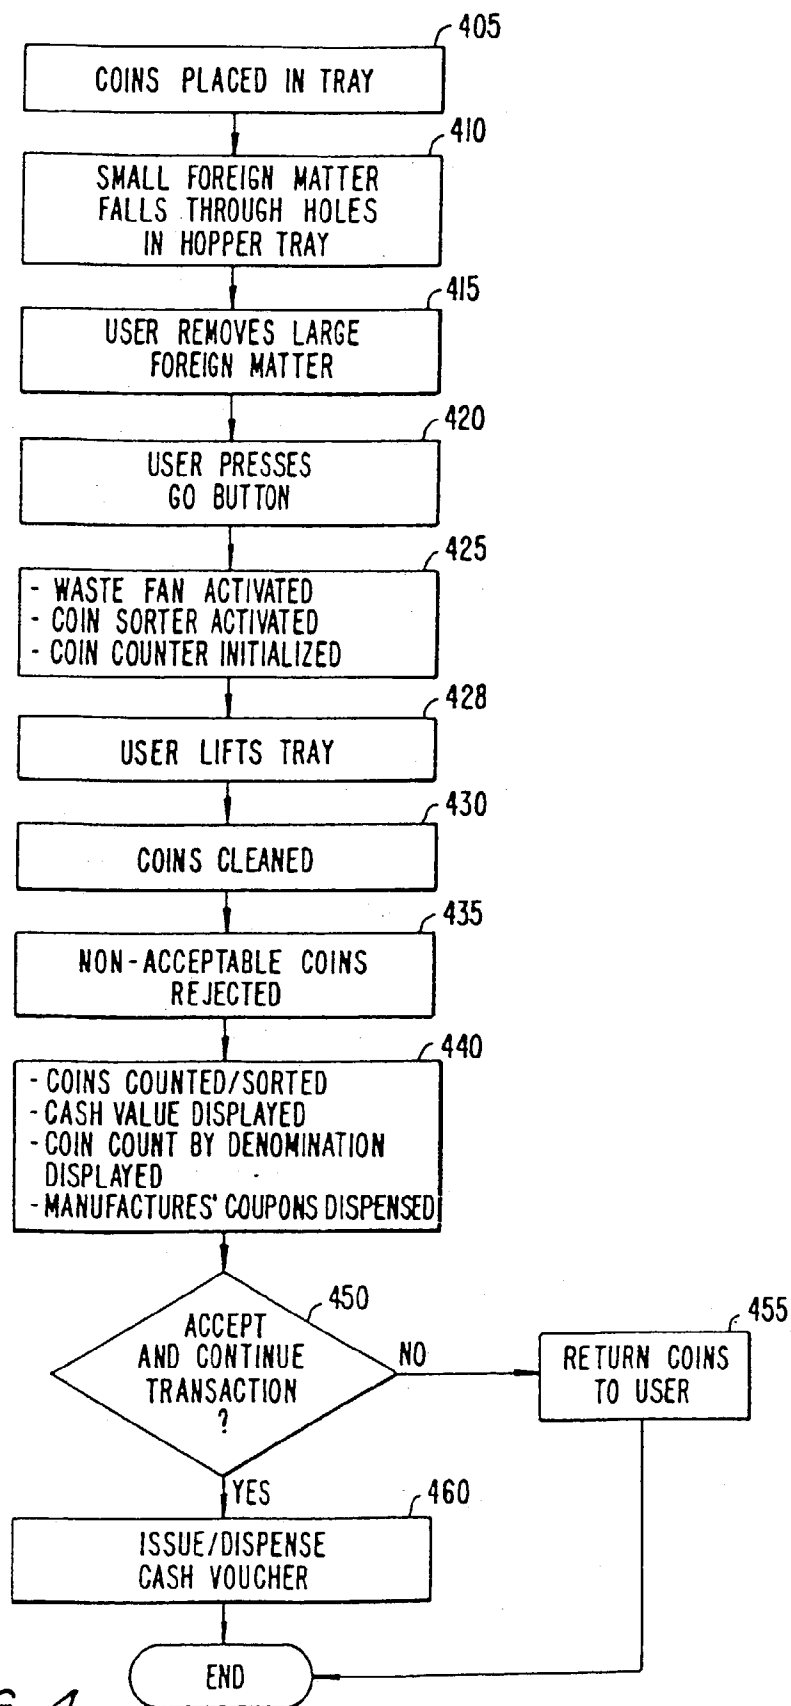 405
COINS PLACED IN TRAY
410
SMALL FOREIGN MATTER
FALLS THROUGH HOLES
IN HOPPER TRAY
415
USER REMOVES LARGE
FOREIGN MATTER
420
USER PRESSES
GO BUTTON
425
- WASTE FAN ACTIVATED
- COIN SORTER ACTIVATED
- COIN COUNTER INITIALIZED
428
USER LIFTS TRAY
430
COINS CLEANED
435
NON-ACCEPTABLE COINS
REJECTED
440
- COINS COUNTED/SORTED
- CASH VALUE DISPLAYED
- COIN COUNT BY DENOMINATION
DISPLAYED
- MANUFACTURES' COUPONS DISPENSED
450
ACCEPT
AND CONTINUE
TRANSACTION
?
NO
455
RETURN COINS
TO USER
YES
460
ISSUE/DISPENSE
CASH VOUCHER
END